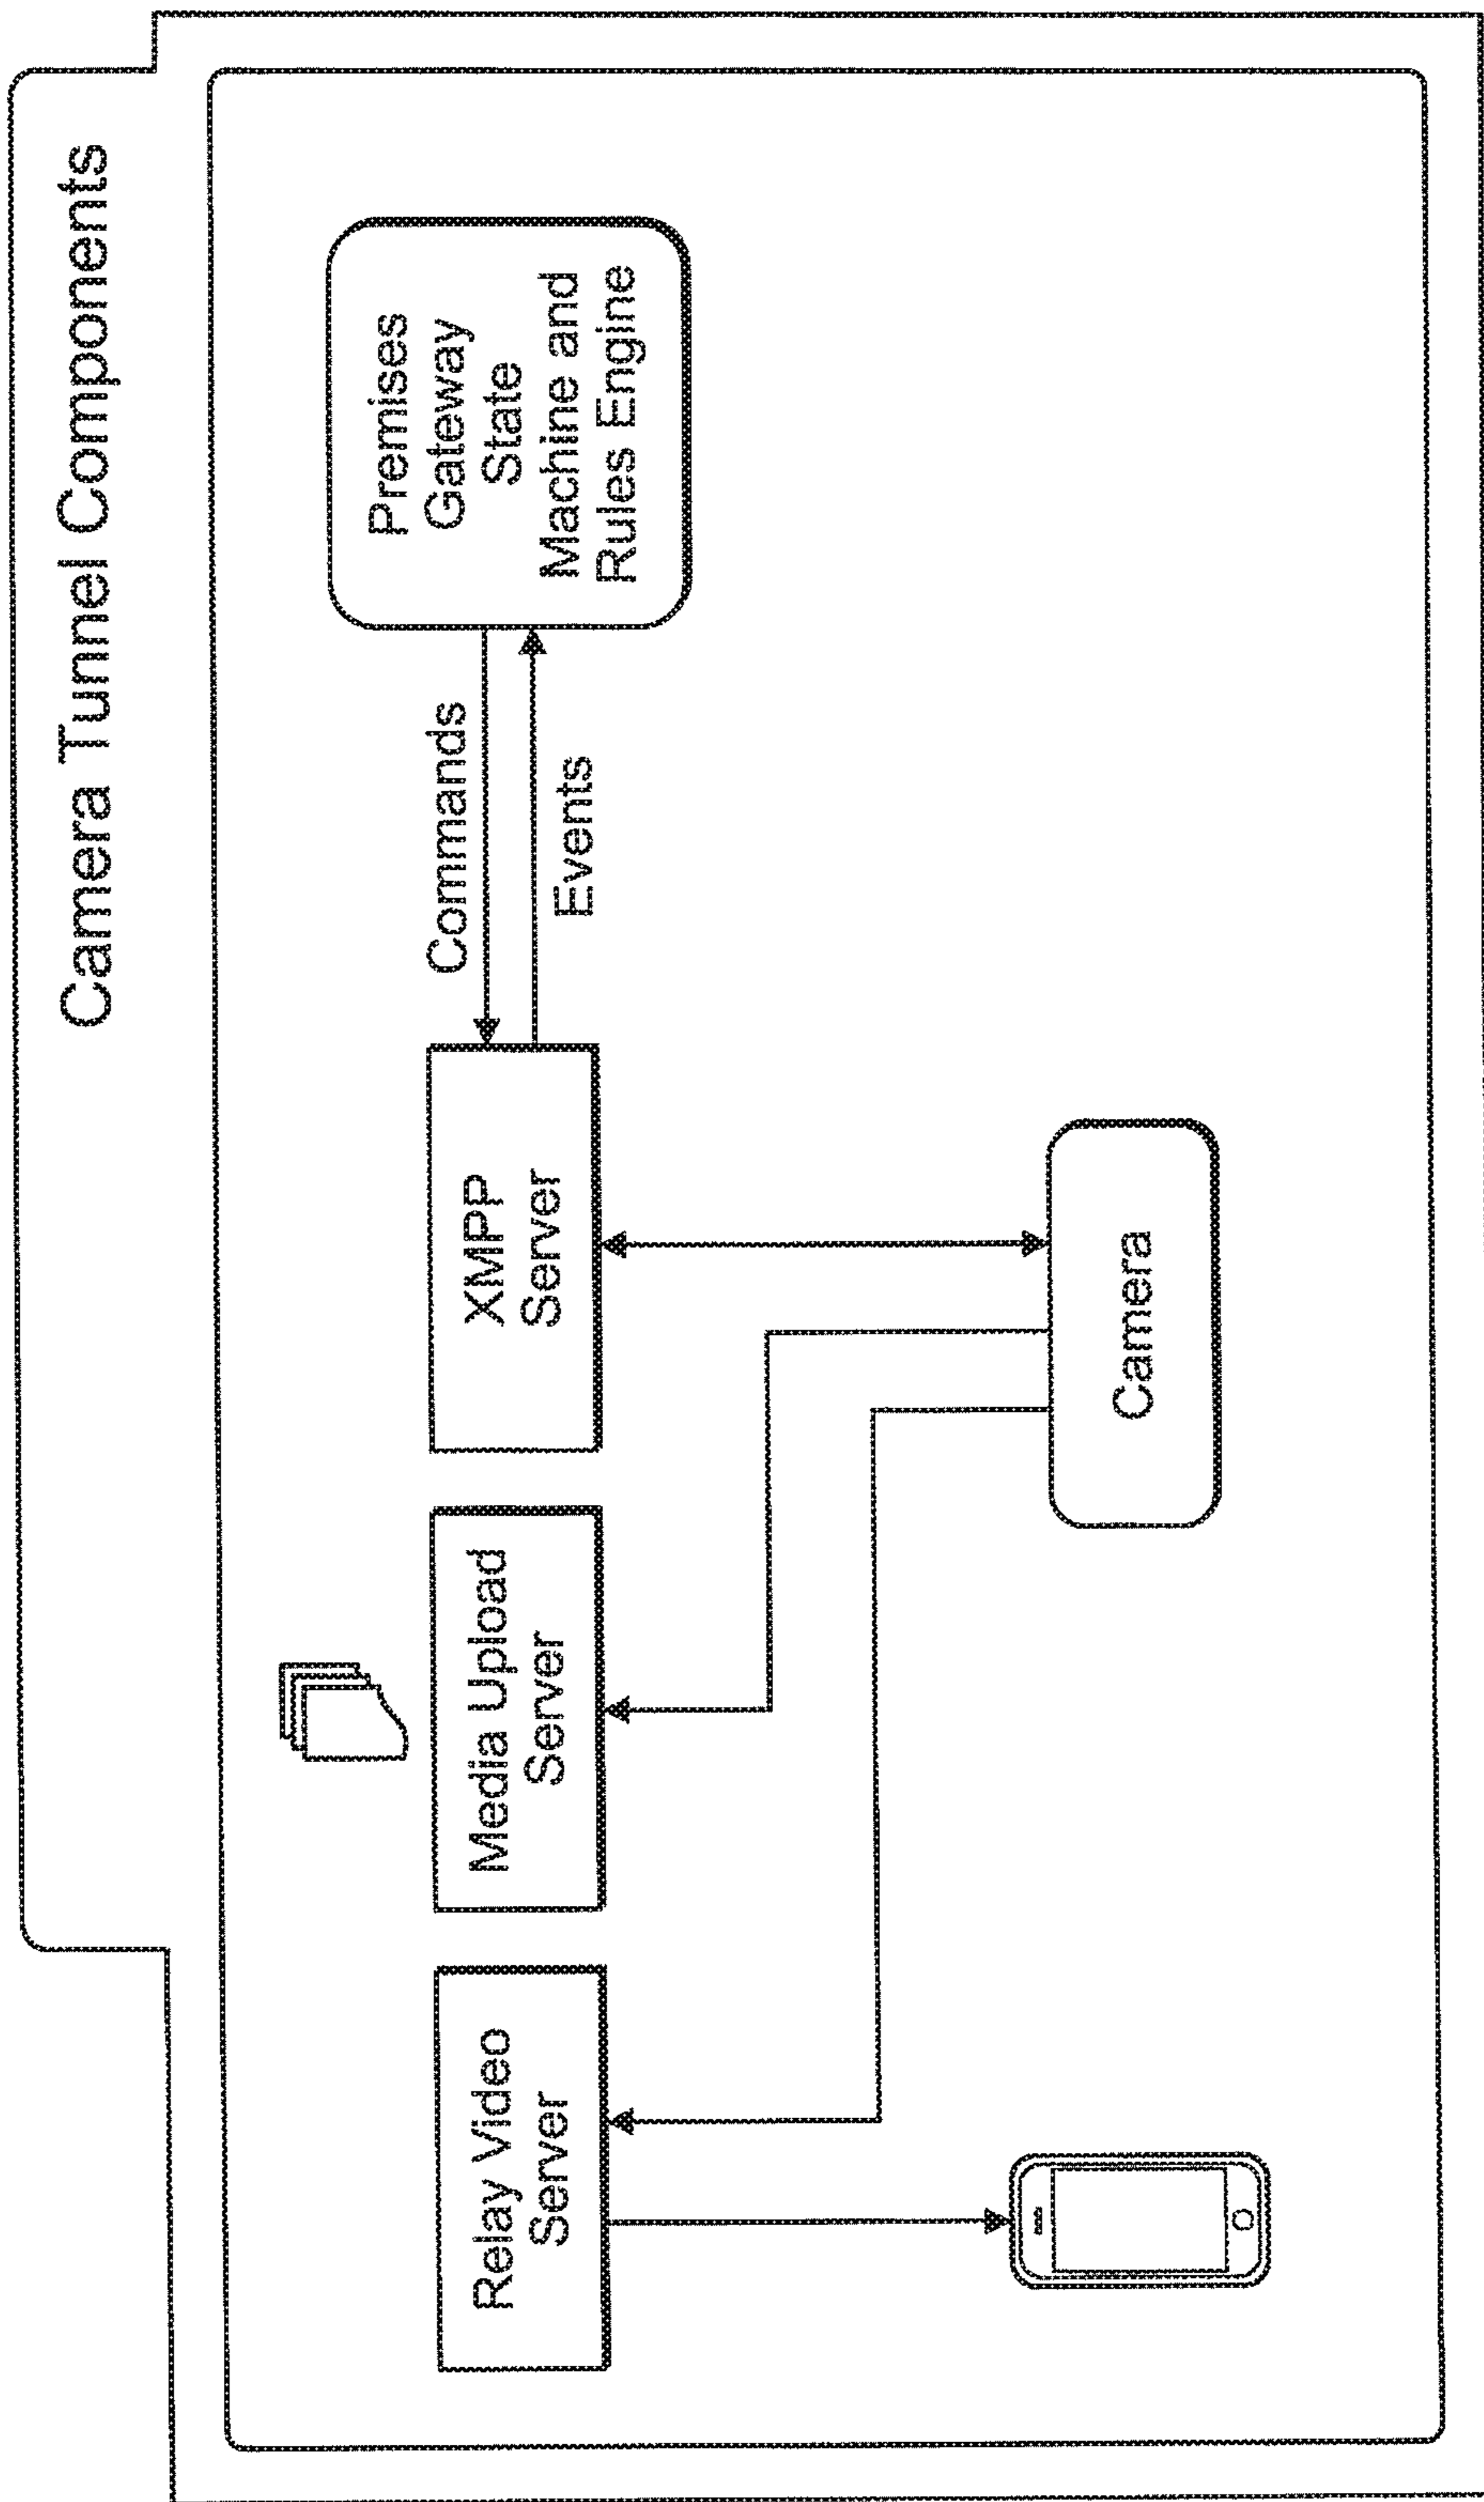 Camera Tunnel Components
Relay Video
Server
Media Upload
Server
XMPP
Server
Commands
Events
Premises
Gateway
State
Machine and
Rules Engine
Camera